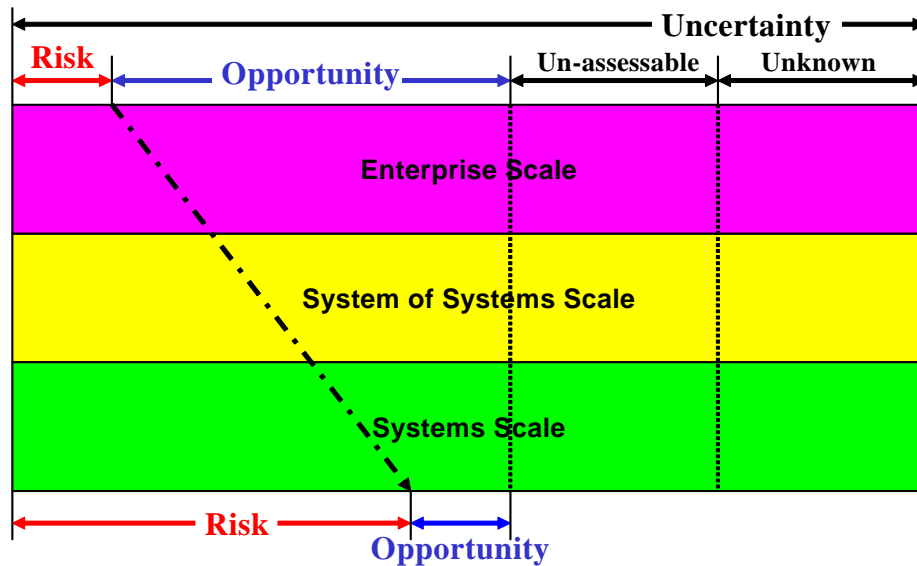 Uncertainty
Risk
Opportunity
Un-assessable
Unknown
Enterprise Scale
System of Systems Scale
Systems Scale
Risk
Opportunity